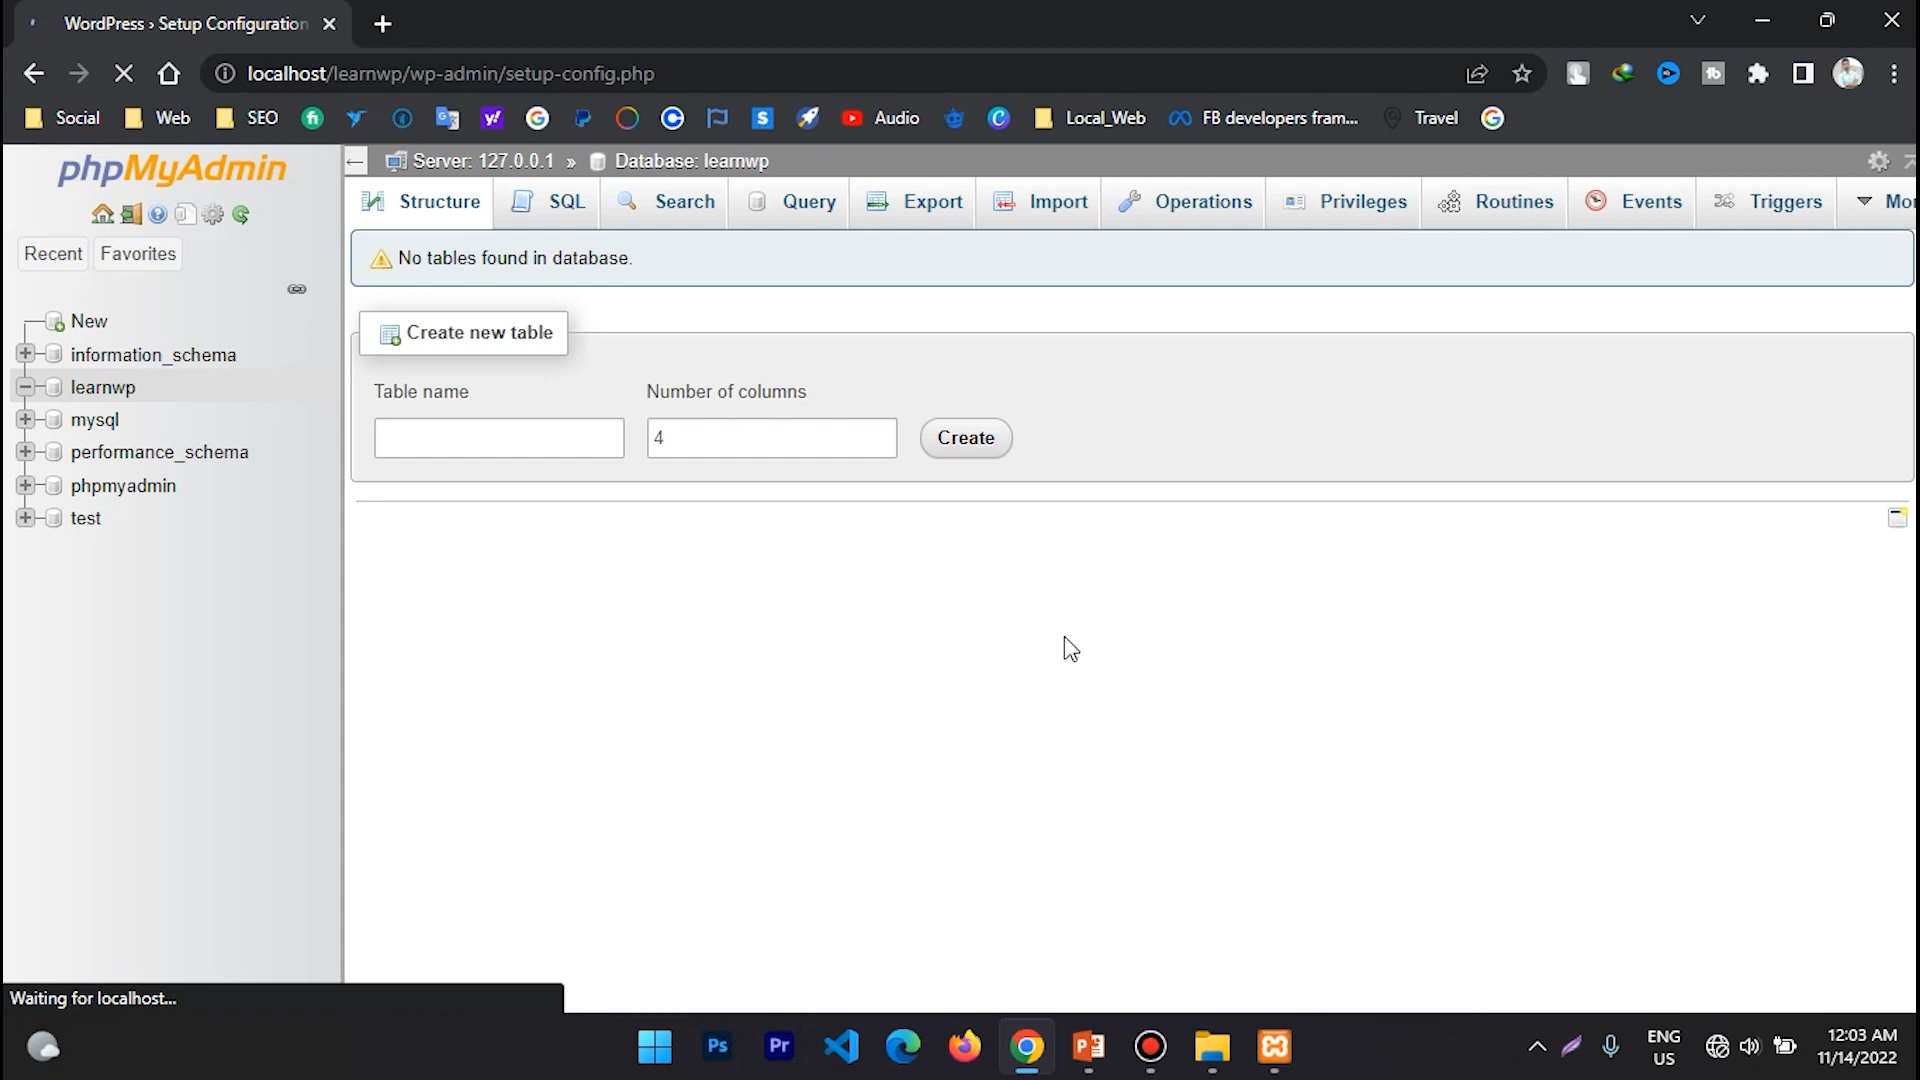 WordPress › Setup Configuration
localhost/learnwp/wp-admin/setup-config.php
Social Web SEO Audio Local_Web FB developers fram... Travel
phpMyAdmin
Server: 127.0.0.1 » Database: learnwp
Structure SQL Search Query Export Import Operations Privileges Routines Events Triggers Mor
Recent Favorites
No tables found in database.
New
information_schema
learnwp
mysql
performance_schema
phpmyadmin
test
Create new table
Table name Number of columns
4 Create
Waiting for localhost...
Ps Pr
ENG
US
12:03 AM
11/14/2022